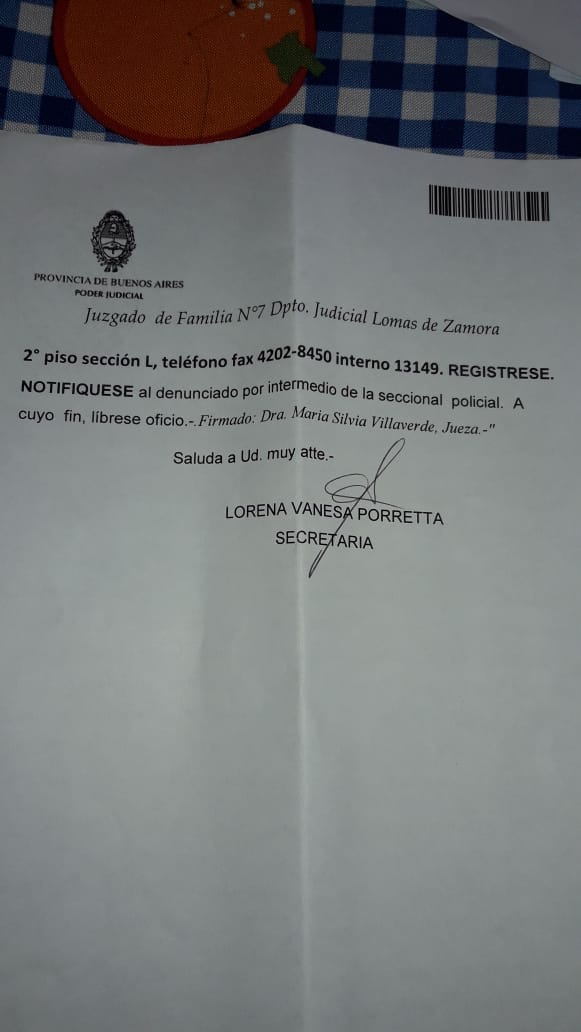 PROVINCIA DE BUENOS AIRES
PODER JUDICIAL
Juzgado de Familia Nº7 Dpto. Judicial Lomas de Zamora
2° piso sección L, teléfono fax 4202-8450 interno 13149. REGISTRESE.
NOTIFIQUESE al denunciado por intermedio de la seccional policial. A
cuyo fin, líbrese oficio.-.Firmado: Dra. Maria Silvia Villaverde, Jueza.-"
Saluda a Ud. muy atte.-
LORENA VANESA PORRETTA
SECRETARIA